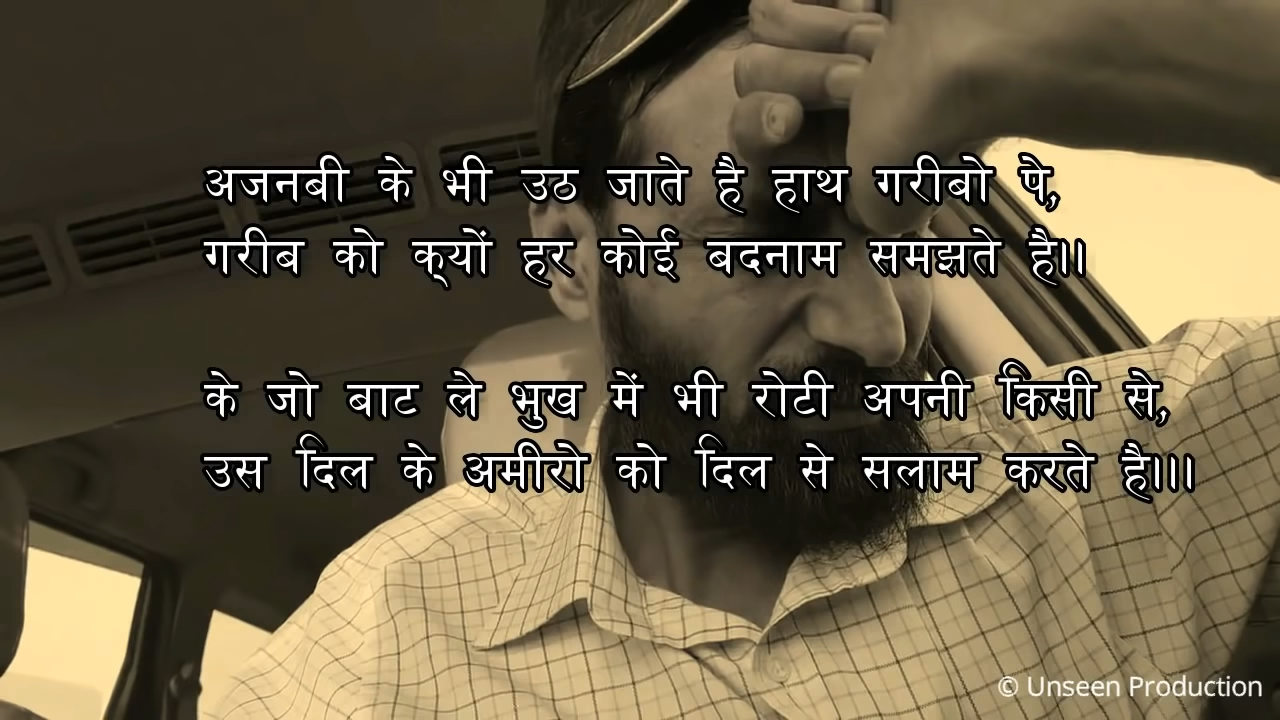 अजनबी के भी उठ जाते है हाथ गरीबो पे,
गरीब को क्यों हर कोई बदनाम समझते है।।
के जो बाट ले भुख में भी रोटी अपनी किसी से,
उस दिल के अमीरो को दिल से सलाम करते है।।।
© Unseen Production